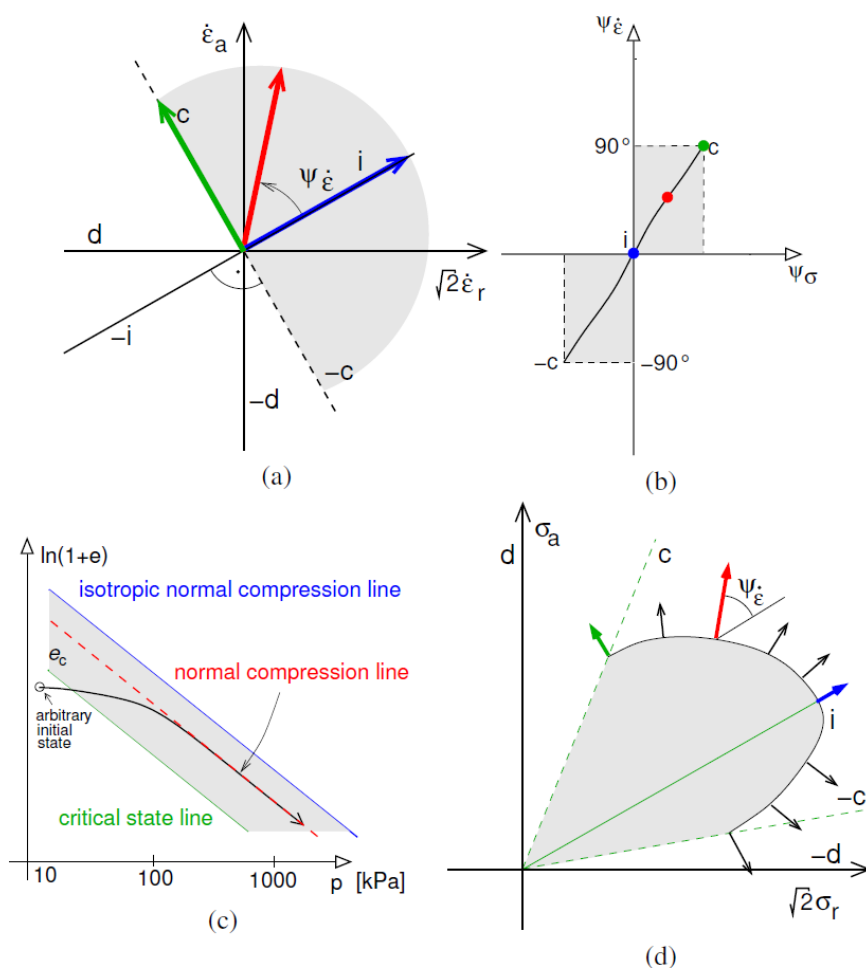 ε̇a
c
i
ψε̇
d
√2ε̇r
−i
−c
−d
(a)
ψε̇
90°
c
i
ψσ
−c
−90°
(b)
ln(1+e)
isotropic normal compression line
ec
normal compression line
arbitrary
initial
state
critical state line
10
100
1000
p [kPa]
(c)
σa
d
c
ψε̇
i
−c
−d
√2σr
(d)